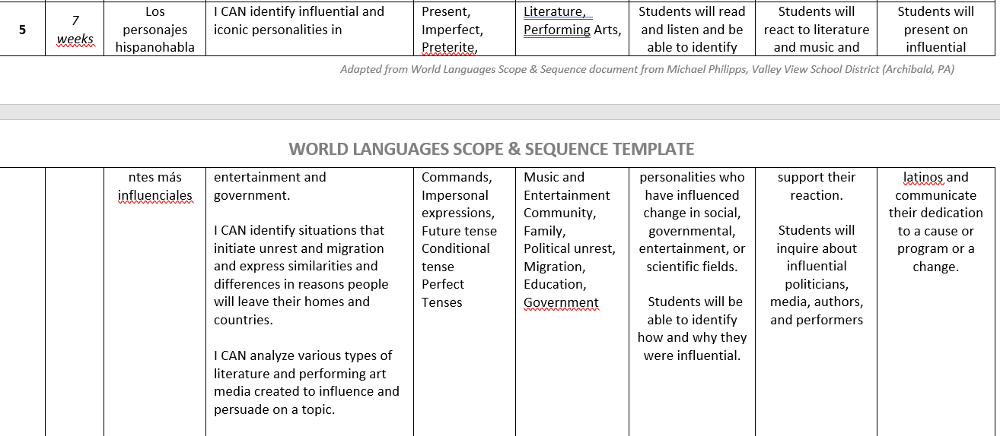 5
7
weeks
Los
personajes
hispanohabla
I CAN identify influential and
iconic personalities in
Present,
Imperfect,
Preterite,
Literature,
Performing Arts,
Students will read
and listen and be
able to identify
Students will
react to literature
and music and
Students will
present on
influential
Adapted from World Languages Scope & Sequence document from Michael Philipps, Valley View School District (Archibald, PA)
WORLD LANGUAGES SCOPE & SEQUENCE TEMPLATE
ntes más
influenciales
entertainment and
government.
I CAN identify situations that
initiate unrest and migration
and express similarities and
differences in reasons people
will leave their homes and
countries.
I CAN analyze various types of
literature and performing art
media created to influence and
persuade on a topic.
Commands,
Impersonal
expressions,
Future tense
Conditional
tense
Perfect
Tenses
Music and
Entertainment
Community,
Family,
Political unrest,
Migration,
Education,
Government
personalities who
have influenced
change in social,
governmental,
entertainment, or
scientific fields.
Students will be
able to identify
how and why they
were influential.
support their
reaction.
Students will
inquire about
influential
politicians,
media, authors,
and performers
latinos and
communicate
their dedication
to a cause or
program or a
change.